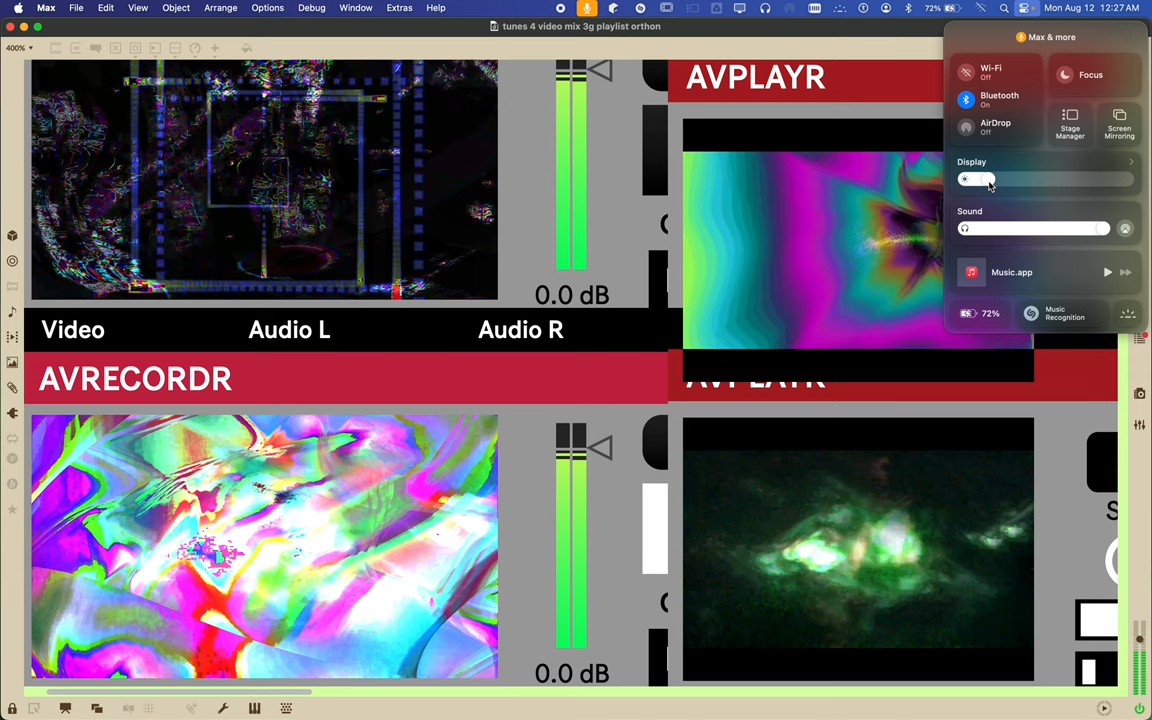 Max File Edit View Object Arrange Options Debug Window Extras Help
72% Mon Aug 12 12:27 AM
tunes 4 video mix 3g playlist orthon
400%
Max & more
Wi-Fi
Off
Focus
Bluetooth
On
AirDrop
Off
Stage
Manager
Screen
Mirroring
Display
Sound
Music.app
72%
Music
Recognition
AVPLAYR
0.0 dB
Video Audio L Audio R
AVRECORDR
AVPLAYR
0.0 dB